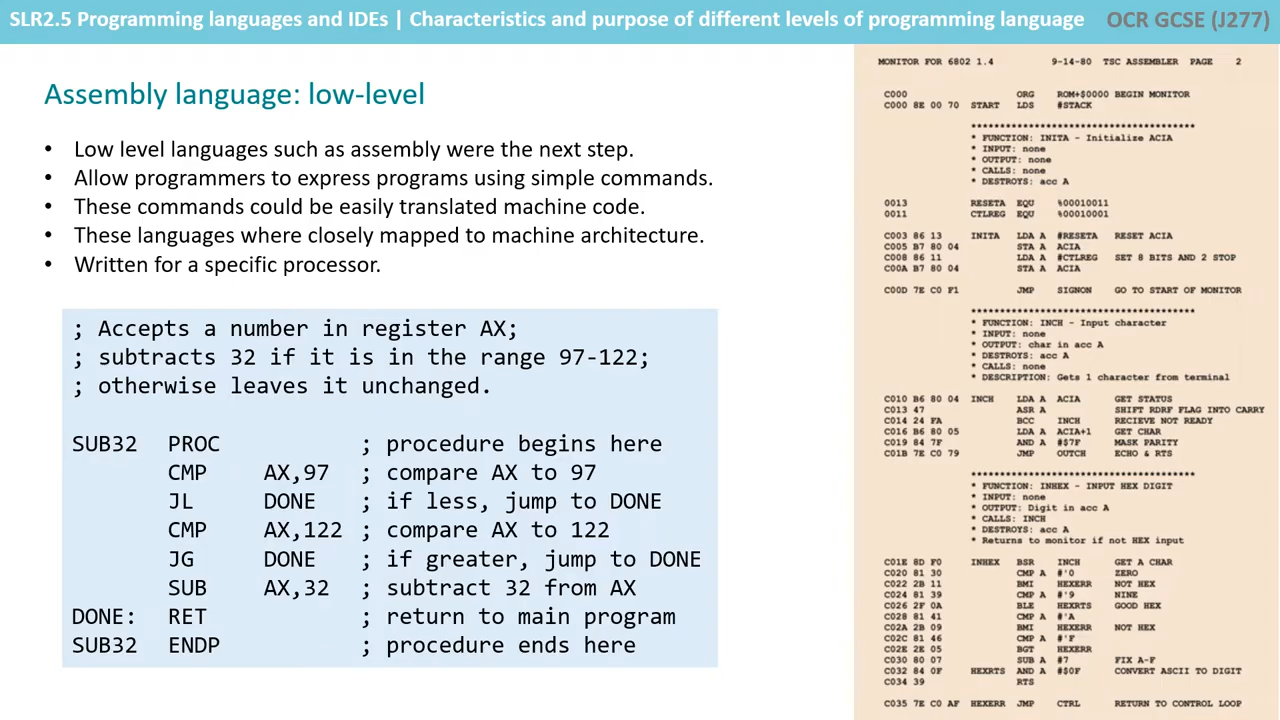 SLR2.5 Programming languages and IDEs | Characteristics and purpose of different levels of programming language OCR GCSE (J277)
Assembly language: low-level
• Low level languages such as assembly were the next step.
• Allow programmers to express programs using simple commands.
• These commands could be easily translated machine code.
• These languages where closely mapped to machine architecture.
• Written for a specific processor.
; Accepts a number in register AX;
; subtracts 32 if it is in the range 97-122;
; otherwise leaves it unchanged.
SUB32 PROC ; procedure begins here
CMP AX,97 ; compare AX to 97
JL DONE ; if less, jump to DONE
CMP AX,122 ; compare AX to 122
JG DONE ; if greater, jump to DONE
SUB AX,32 ; subtract 32 from AX
DONE: RET ; return to main program
SUB32 ENDP ; procedure ends here
MONITOR FOR 6802 1.4 9-14-80 TSC ASSEMBLER PAGE 2
C000 ORG ROM+$0000 BEGIN MONITOR
C000 8E 00 70 START LDS #STACK
****************************************
* FUNCTION: INITA - Initialize ACIA
* INPUT: none
* OUTPUT: none
* CALLS: none
* DESTROYS: acc A
0013 RESETA EQU %00010011
0011 CTLREG EQU %00010001
C003 86 13 INITA LDA A #RESETA RESET ACIA
C005 B7 80 04 STA A ACIA
C008 86 11 LDA A #CTLREG SET 8 BITS AND 2 STOP
C00A B7 80 04 STA A ACIA
C00D 7E C0 F1 JMP SIGNON GO TO START OF MONITOR
****************************************
* FUNCTION: INCH - Input character
* INPUT: none
* OUTPUT: char in acc A
* DESTROYS: acc A
* CALLS: none
* DESCRIPTION: Gets 1 character from terminal
C010 B6 80 04 INCH LDA A ACIA GET STATUS
C013 47 ASR A SHIFT RDRF FLAG INTO CARRY
C014 24 FA BCC INCH RECIEVE NOT READY
C016 B6 80 05 LDA A ACIA+1 GET CHAR
C019 84 7F AND A #$7F MASK PARITY
C01B 7E C0 79 JMP OUTCH ECHO & RTS
****************************************
* FUNCTION: INHEX - INPUT HEX DIGIT
* INPUT: none
* OUTPUT: Digit in acc A
* CALLS: INCH
* DESTROYS: acc A
* Returns to monitor if not HEX input
C01E 8D F0 INHEX BSR INCH GET A CHAR
C020 81 30 CMP A #'0 ZERO
C022 2B 11 BMI HEXERR NOT HEX
C024 81 39 CMP A #'9 NINE
C026 2F 0A BLE HEXRTS GOOD HEX
C028 81 41 CMP A #'A
C02A 2B 09 BMI HEXERR NOT HEX
C02C 81 46 CMP A #'F
C02E 2E 05 BGT HEXERR
C030 80 07 SUB A #7 FIX A-F
C032 84 0F HEXRTS AND A #$0F CONVERT ASCII TO DIGIT
C034 39 RTS
C035 7E C0 AF HEXERR JMP CTRL RETURN TO CONTROL LOOP